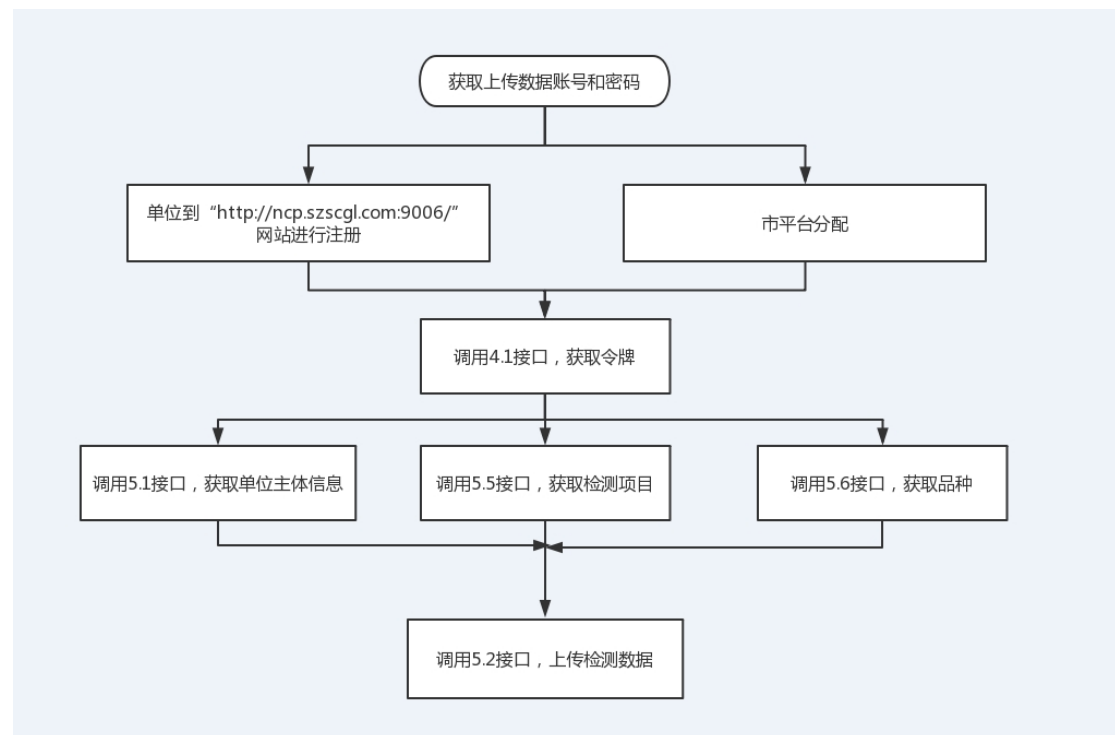 获取上传数据账号和密码
单位到“http://ncp.szscgl.com:9006/”
网站进行注册
市平台分配
调用4.1接口，获取令牌
调用5.1接口，获取单位主体信息
调用5.5接口，获取检测项目
调用5.6接口，获取品种
调用5.2接口，上传检测数据